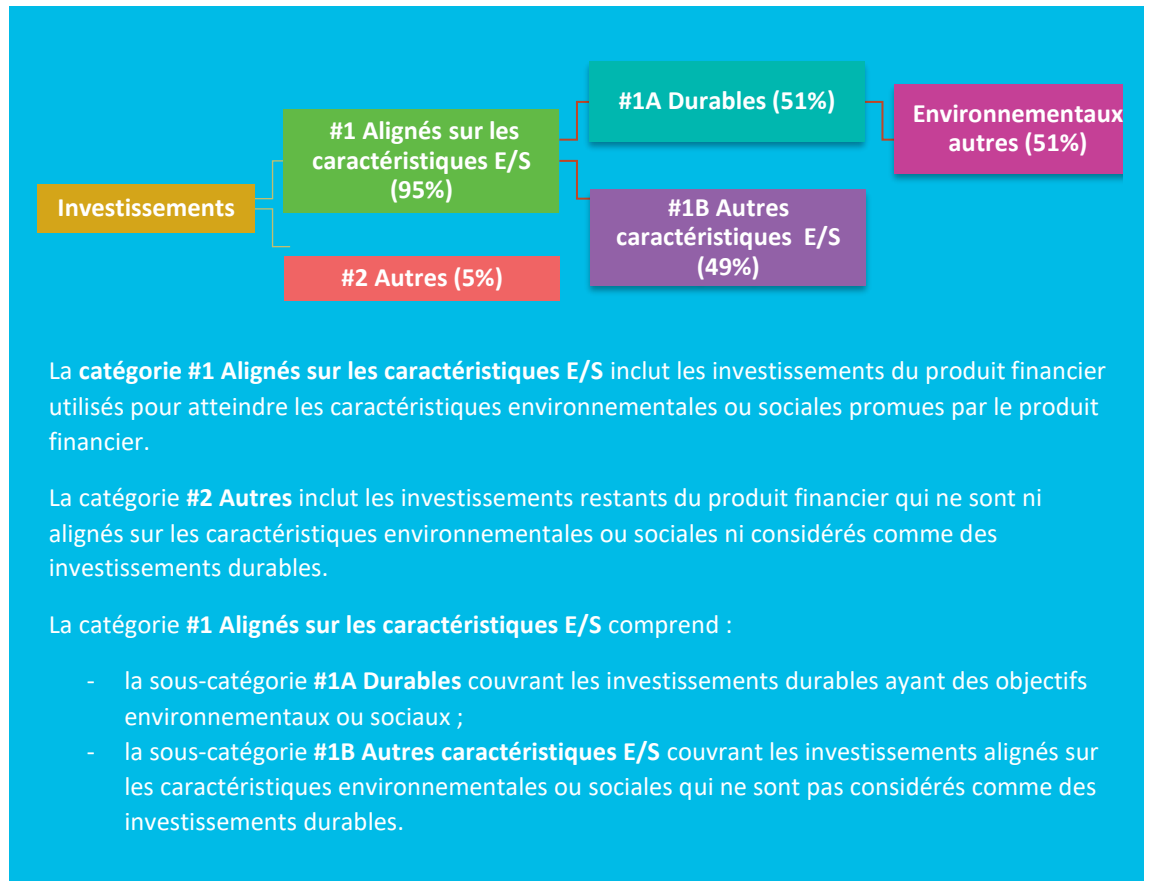 Investissements
#1 Alignés sur les
caractéristiques E/S
(95%)
#2 Autres (5%)
#1A Durables (51%)
#1B Autres
caractéristiques E/S
(49%)
Environnementaux
autres (51%)
La catégorie #1 Alignés sur les caractéristiques E/S inclut les investissements du produit financier
utilisés pour atteindre les caractéristiques environnementales ou sociales promues par le produit
financier.
La catégorie #2 Autres inclut les investissements restants du produit financier qui ne sont ni
alignés sur les caractéristiques environnementales ou sociales ni considérés comme des
investissements durables.
La catégorie #1 Alignés sur les caractéristiques E/S comprend :
- la sous-catégorie #1A Durables couvrant les investissements durables ayant des objectifs
environnementaux ou sociaux ;
- la sous-catégorie #1B Autres caractéristiques E/S couvrant les investissements alignés sur
les caractéristiques environnementales ou sociales qui ne sont pas considérés comme des
investissements durables.